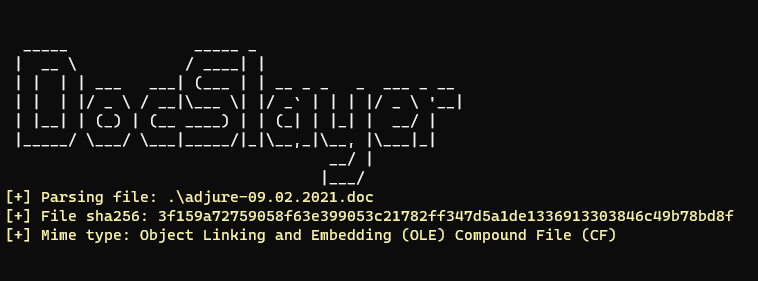 DocSlayer
[+] Parsing file: .\adjure-09.02.2021.doc
[+] File sha256: 3f159a72759058f63e399053c21782ff347d5a1de1336913303846c49b78bd8f
[+] Mime type: Object Linking and Embedding (OLE) Compound File (CF)